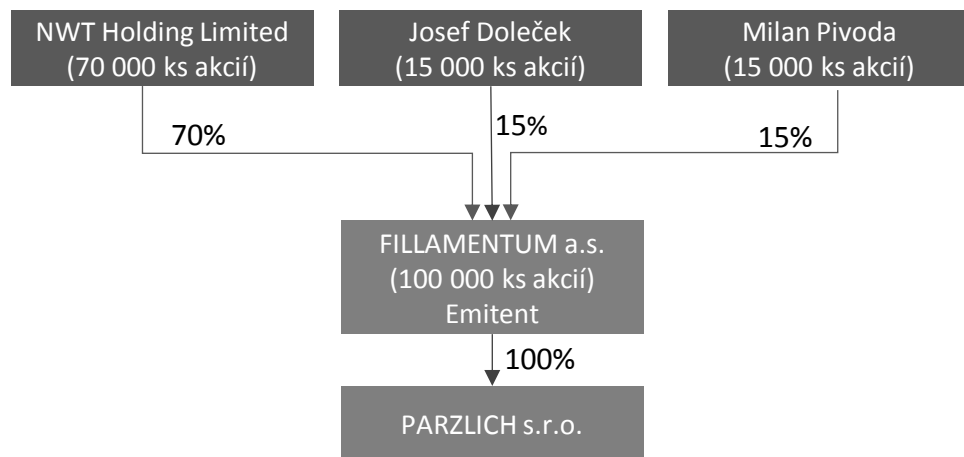 NWT Holding Limited
(70 000 ks akcií)
Josef Doleček
(15 000 ks akcií)
Milan Pivoda
(15 000 ks akcií)
70%
15%
15%
FILLAMENTUM a.s.
(100 000 ks akcií)
Emitent
100%
PARZLICH s.r.o.